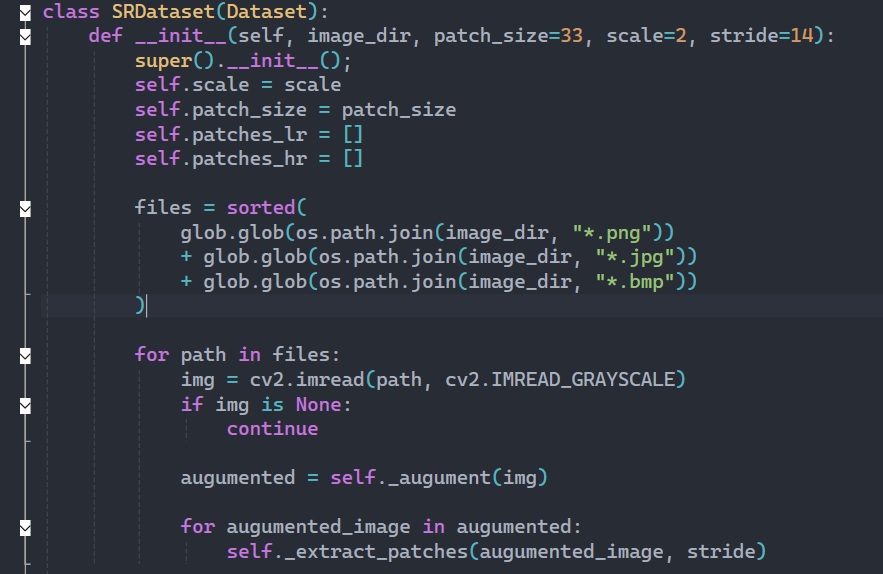 class SRDataset(Dataset):
    def __init__(self, image_dir, patch_size=33, scale=2, stride=14):
        super().__init__();
        self.scale = scale
        self.patch_size = patch_size
        self.patches_lr = []
        self.patches_hr = []

        files = sorted(
            glob.glob(os.path.join(image_dir, "*.png"))
            + glob.glob(os.path.join(image_dir, "*.jpg"))
            + glob.glob(os.path.join(image_dir, "*.bmp"))
        )

        for path in files:
            img = cv2.imread(path, cv2.IMREAD_GRAYSCALE)
            if img is None:
                continue

            augumented = self._augument(img)

            for augumented_image in augumented:
                self._extract_patches(augumented_image, stride)